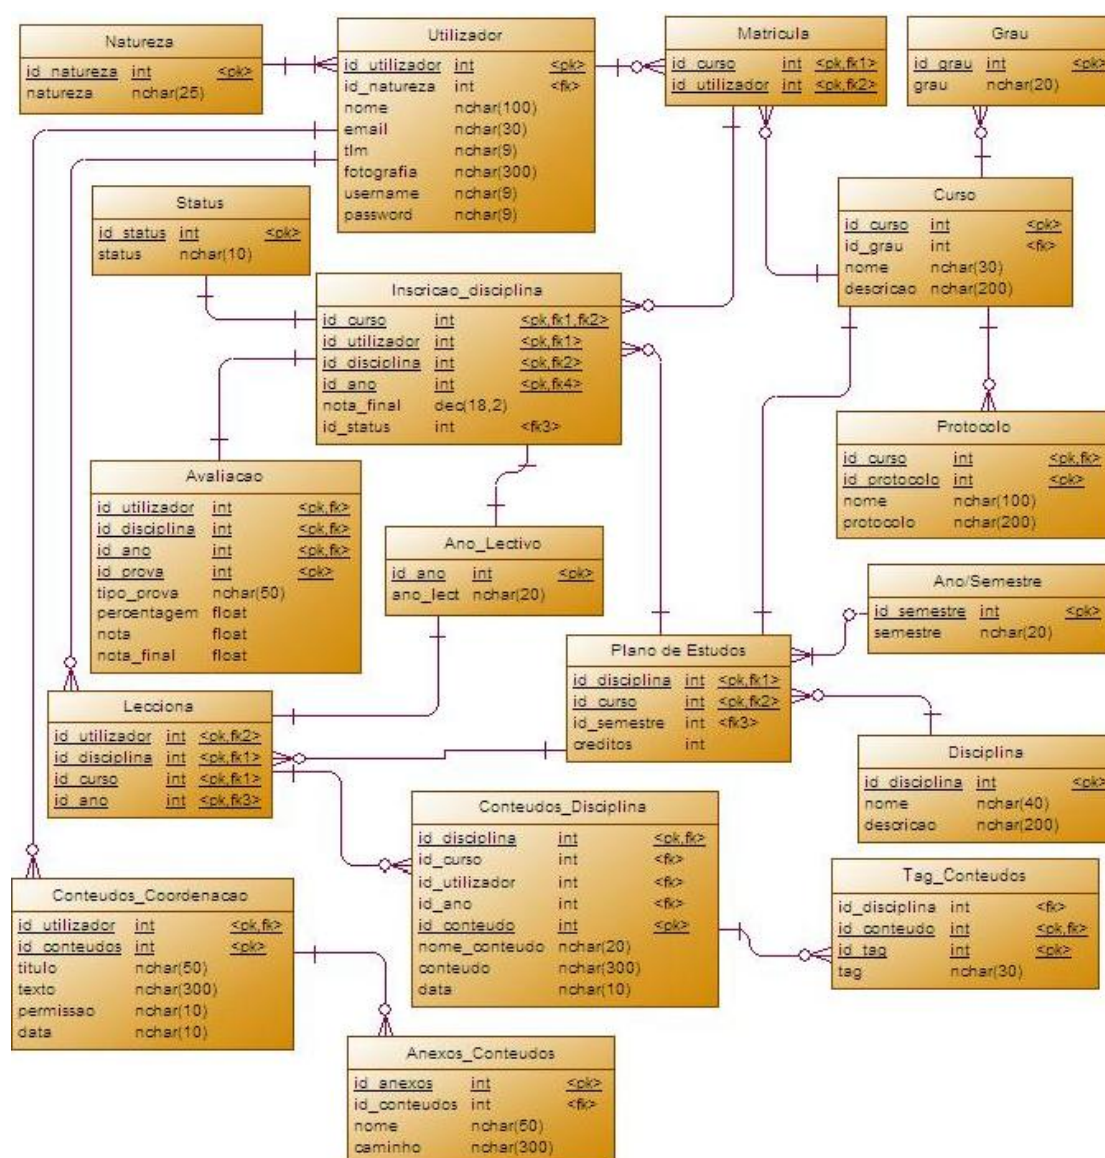 Natureza
id_natureza int <pk>
natureza nchar(25)
Utilizador
id_utilizador int <pk>
id_natureza int <fk>
nome nchar(100)
email nchar(30)
tlm nchar(9)
fotografia nchar(300)
username nchar(9)
password nchar(9)
Matricula
id_curso int <pk,fk1>
id_utilizador int <pk,fk2>
Grau
id_grau int <pk>
grau nchar(20)
Status
id_status int <pk>
status nchar(10)
Curso
id_curso int <pk>
id_grau int <fk>
nome nchar(30)
descricao nchar(200)
Inscricao_disciplina
id_curso int <pk,fk1,fk2>
id_utilizador int <pk,fk1>
id_disciplina int <pk,fk2>
id_ano int <pk,fk4>
nota_final dec(18,2)
id_status int <fk3>
Protocolo
id_curso int <pk,fk>
id_protocolo int <pk>
nome nchar(100)
protocolo nchar(200)
Avaliacao
id_utilizador int <pk,fk>
id_disciplina int <pk,fk>
id_ano int <pk,fk>
id_prova int <pk>
tipo_prova nchar(50)
percentagem float
nota float
nota_final float
Ano_Lectivo
id_ano int <pk>
ano_lect nchar(20)
Ano/Semestre
id_semestre int <pk>
semestre nchar(20)
Plano de Estudos
id_disciplina int <pk,fk1>
id_curso int <pk,fk2>
id_semestre int <fk3>
creditos int
Lecciona
id_utilizador int <pk,fk2>
id_disciplina int <pk,fk1>
id_curso int <pk,fk1>
id_ano int <pk,fk3>
Disciplina
id_disciplina int <pk>
nome nchar(40)
descricao nchar(200)
Conteudos_Disciplina
id_disciplina int <pk,fk>
id_curso int <fk>
id_utilizador int <fk>
id_ano int <fk>
id_conteudo int <pk>
nome_conteudo nchar(20)
conteudo nchar(300)
data nchar(10)
Tag_Conteudos
id_disciplina int <fk>
id_conteudo int <pk,fk>
id_tag int <pk>
tag nchar(30)
Conteudos_Coordenacao
id_utilizador int <pk,fk>
id_conteudos int <pk>
titulo nchar(50)
texto nchar(300)
permissao nchar(10)
data nchar(10)
Anexos_Conteudos
id_anexos int <pk>
id_conteudos int <fk>
nome nchar(50)
caminho nchar(300)